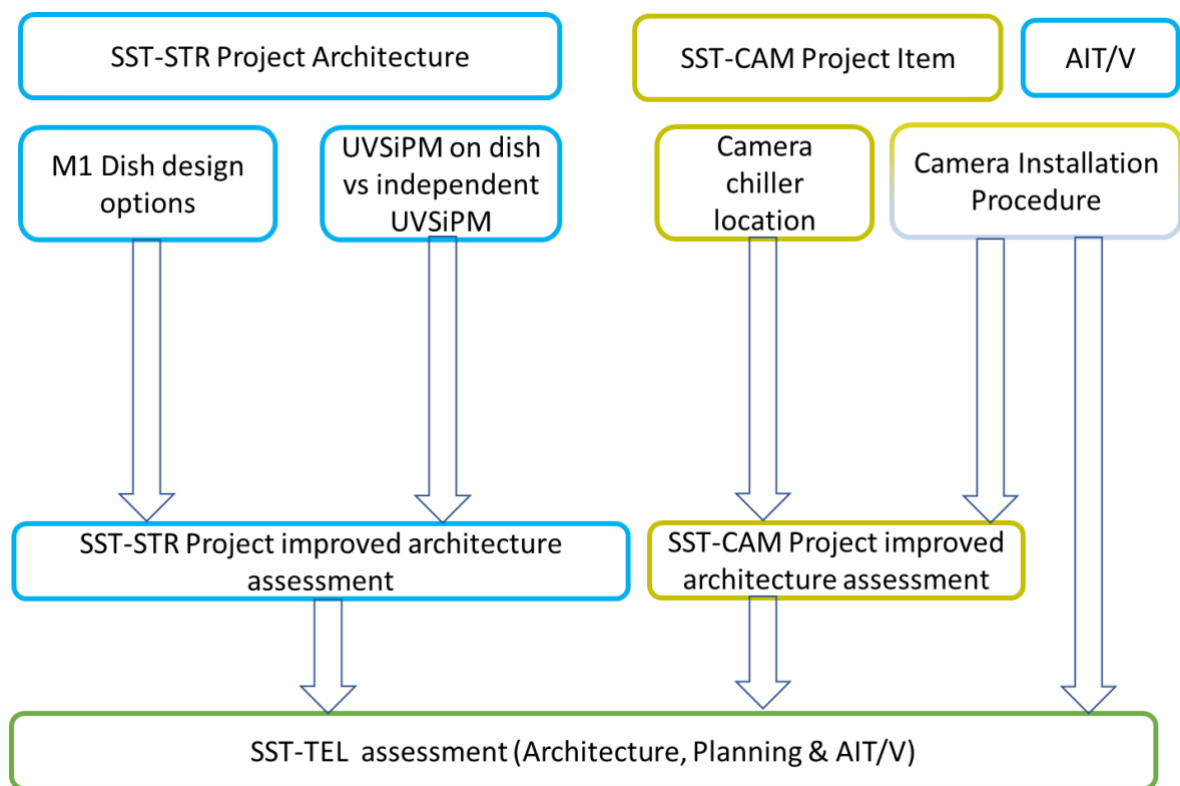 SST-STR Project Architecture
SST-CAM Project Item
AIT/V
M1 Dish design
options
UVSiPM on dish
vs independent
UVSiPM
Camera
chiller
location
Camera Installation
Procedure
SST-STR Project improved architecture
assessment
SST-CAM Project improved
architecture assessment
SST-TEL assessment (Architecture, Planning & AIT/V)